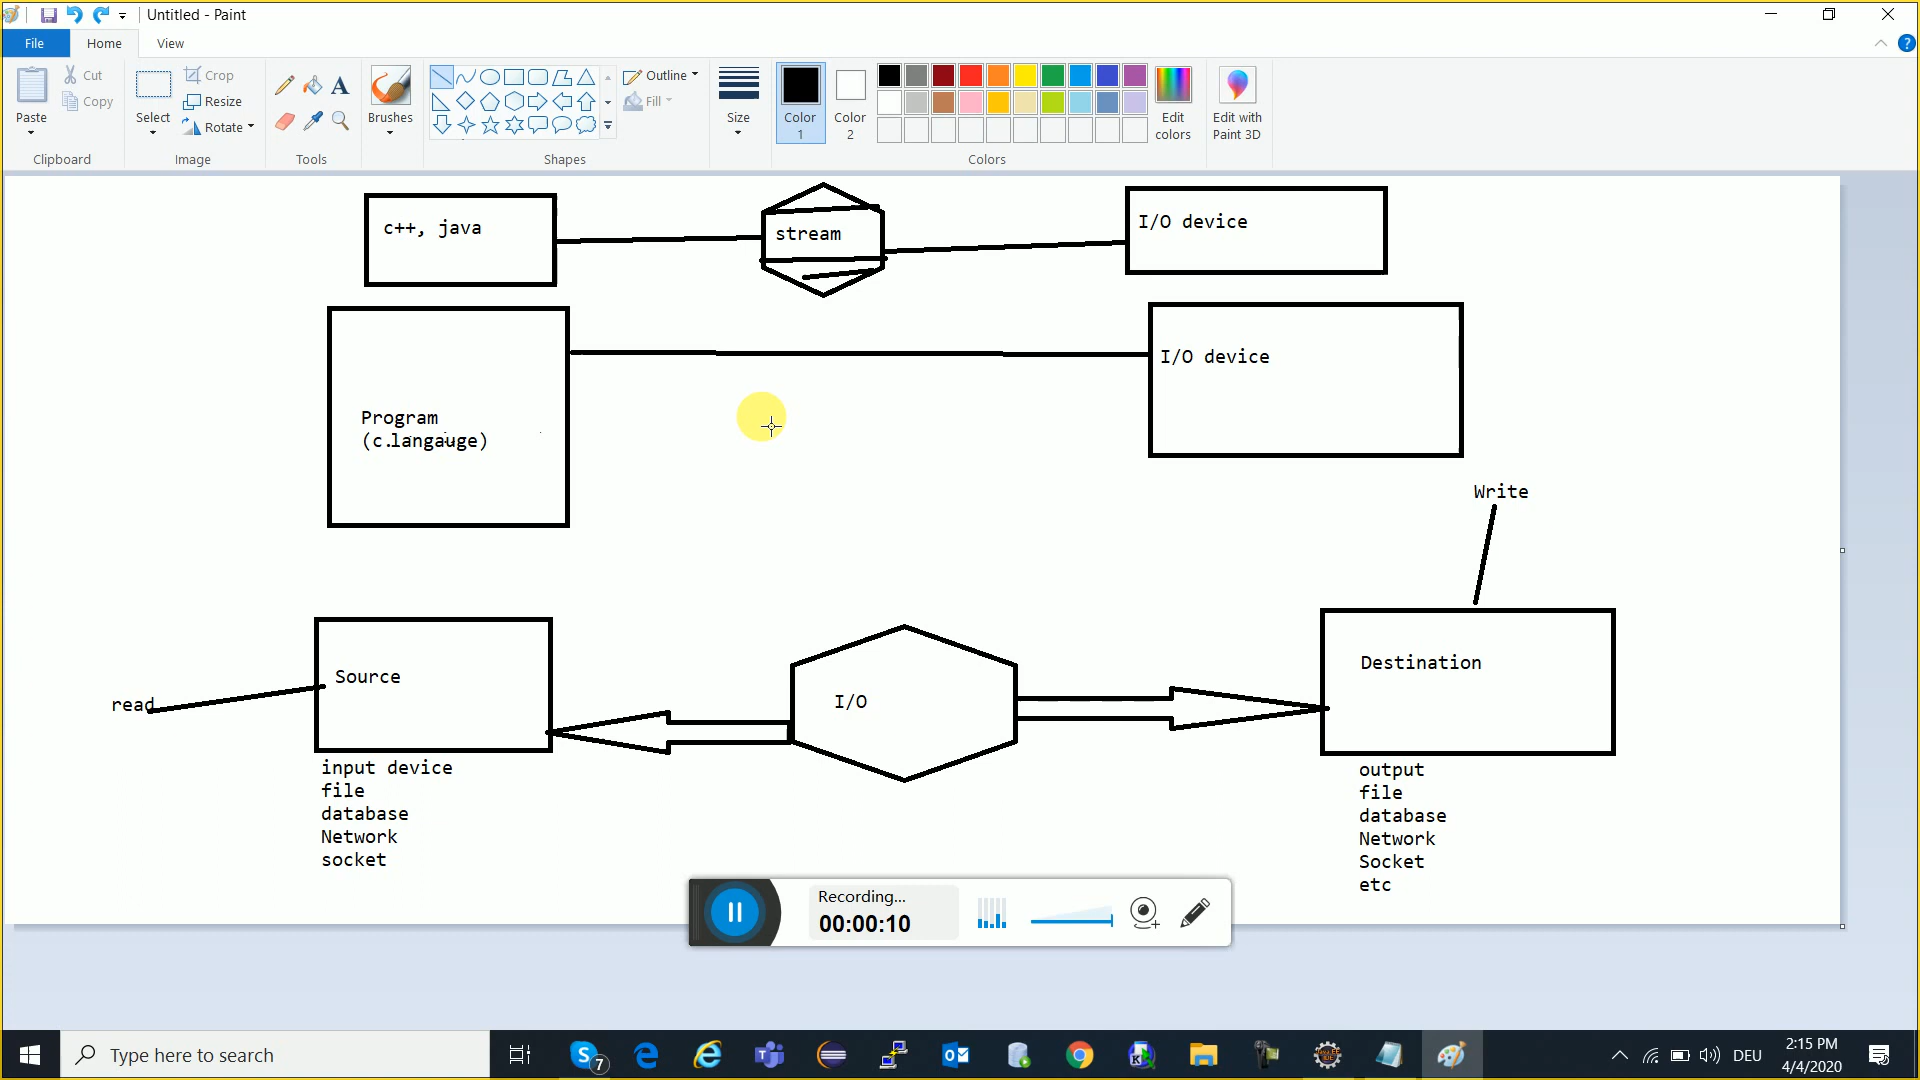 Untitled - Paint
File Home View
Paste
Cut
Copy
Clipboard
Select
Crop
Resize
Rotate
Image
Tools
Brushes
Shapes
Outline
Fill
Size
Color 1
Color 2
Colors
Edit colors
Edit with Paint 3D
c++, java
stream
I/O device
I/O device
Program
(c.langauge)
Write
Source
Destination
I/O
read
input device
file
database
Network
socket
output
file
database
Network
Socket
etc
Recording...
00:00:10
Type here to search
7
DEU
2:15 PM
4/4/2020